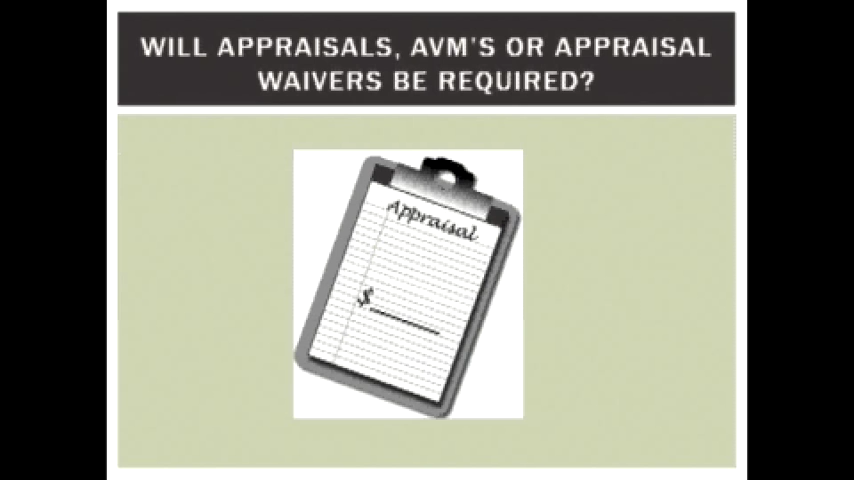 WILL APPRAISALS, AVM'S OR APPRAISAL
WAIVERS BE REQUIRED?
Appraisal
$